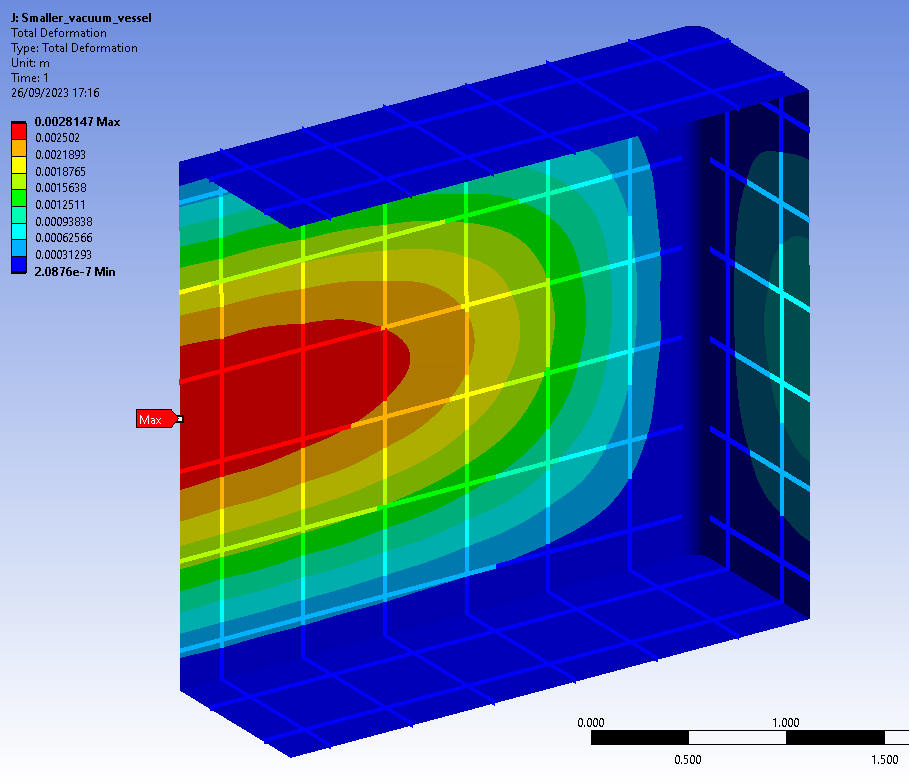 J: Smaller_vacuum_vessel
Total Deformation
Type: Total Deformation
Unit: m
Time: 1
26/09/2023 17:16
0.0028147 Max
0.002502
0.0021893
0.0018765
0.0015638
0.0012511
0.00093838
0.00062566
0.00031293
2.0876e-7 Min
Max
0.000 1.000
0.500 1.500